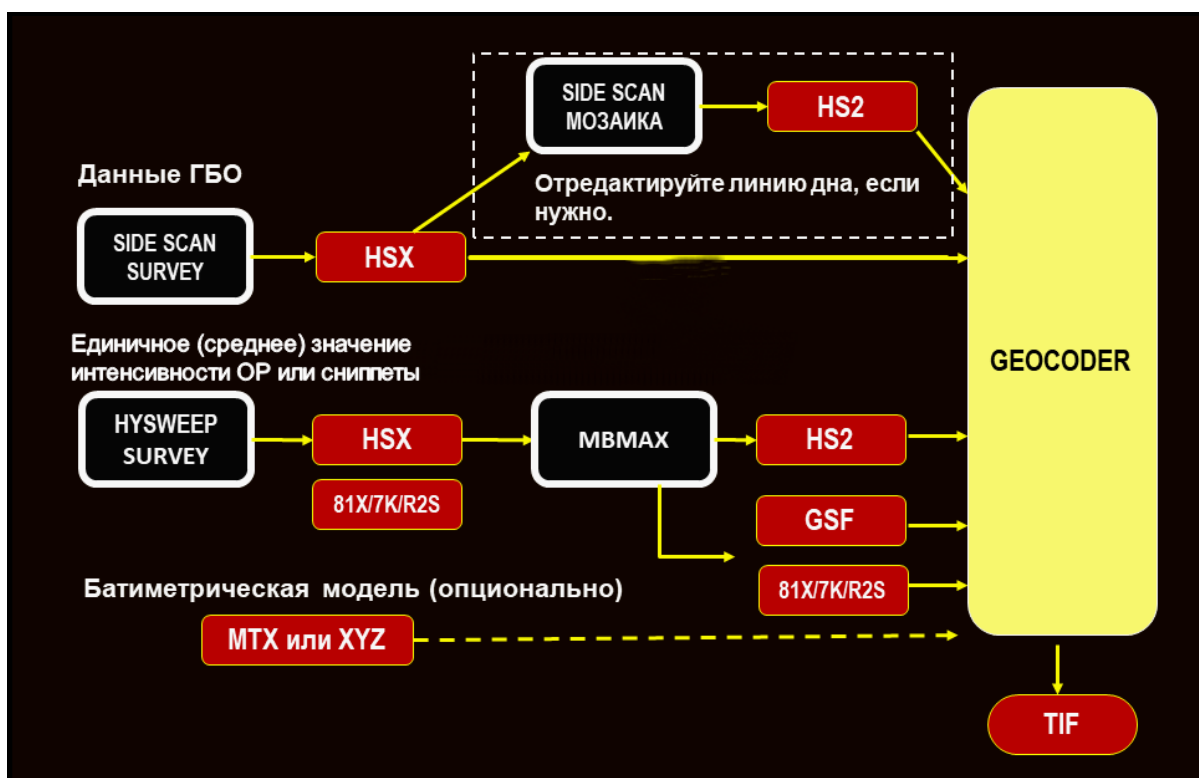 SIDE SCAN
МОЗАИКА
HS2
Отредактируйте линию дна, если
нужно.
Данные ГБО
SIDE SCAN
SURVEY
HSX
GEOCODER
Единичное (среднее) значение
интенсивности ОР или сниппеты
HYSWEEP
SURVEY
HSX
81X/7K/R2S
MBMAX
HS2
GSF
81X/7K/R2S
Батиметрическая модель (опционально)
MTX или XYZ
TIF